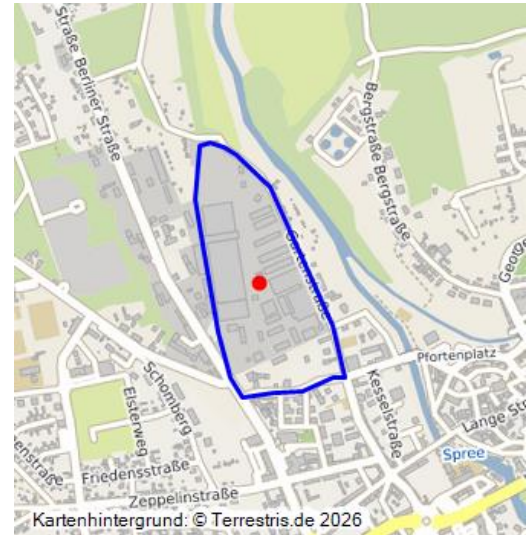 Straße Berliner Straße
Bergstraße Bergstraße
George
Gartenstraße
Pfortenplatz
Schomberg
Kesselstraße
Elsterweg
Lange Str
Friedensstraße
enstraße
Spree
Zeppelinstraße
Kartenhintergrund: © Terrestris.de 2026